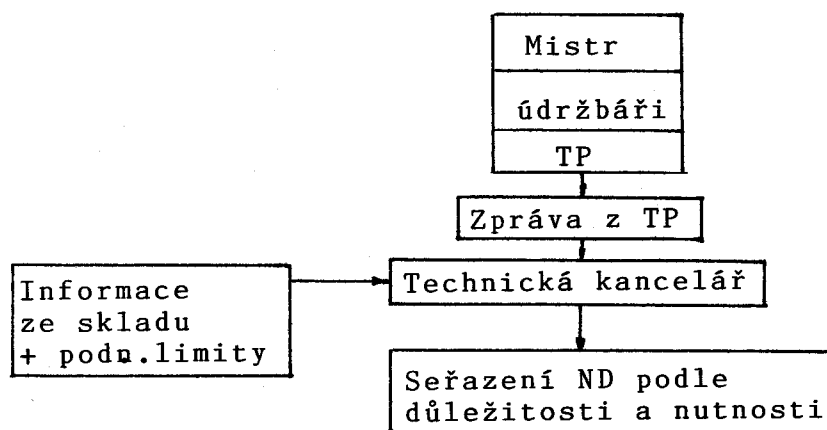 Mistr
údržbáři
TP
Zpráva z TP
Technická kancelář
Informace
ze skladu
+ podn.limity
Seřazení ND podle
důležitosti a nutnosti